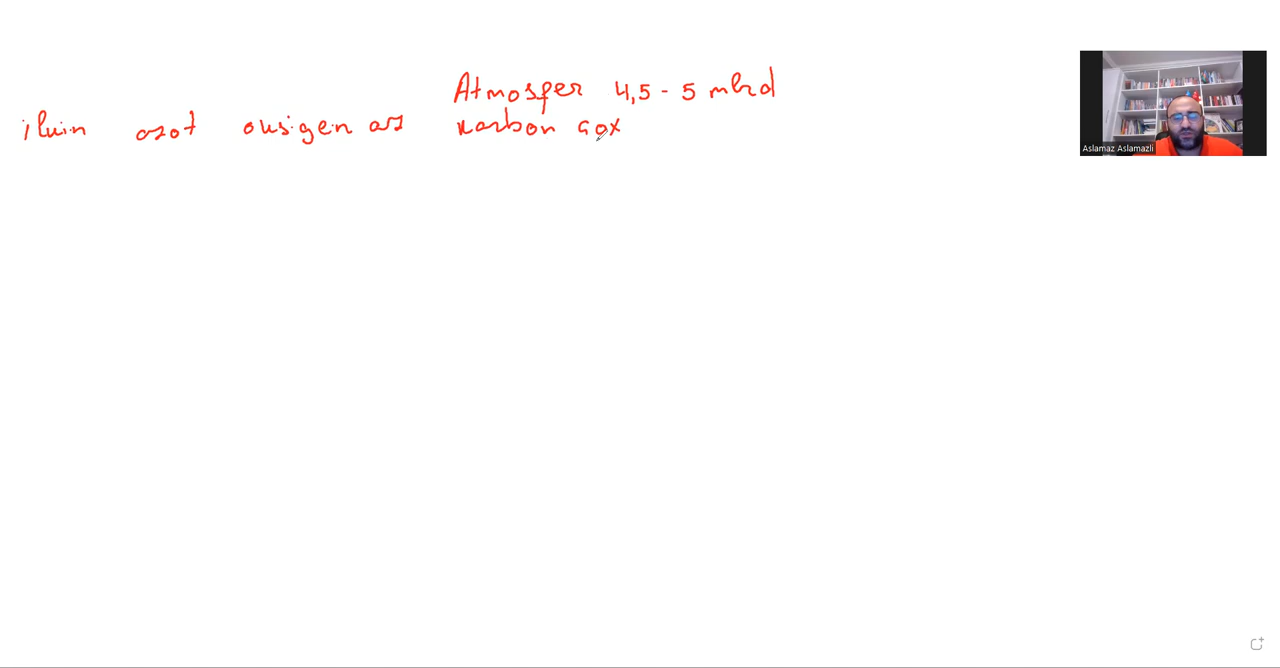 Atmosfer 4,5 - 5 mlrd
ilkin azot oksigen az karbon çox
Aslamaz Aslamazli